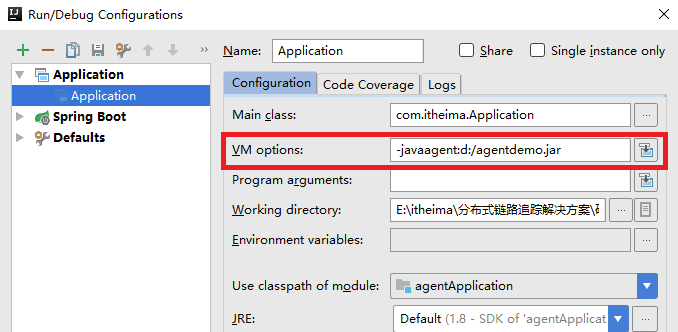 Run/Debug Configurations
Name: Application Share Single instance only
Application
Application
Spring Boot
Defaults
Configuration Code Coverage Logs
Main class: com.itheima.Application ...
VM options: -javaagent:d:/agentdemo.jar
Program arguments:
Working directory: E:\itheima\分布式链路追踪解决方案\ ...
Environment variables: ...
Use classpath of module: agentApplication
JRE: Default (1.8 - SDK of 'agentApplicat